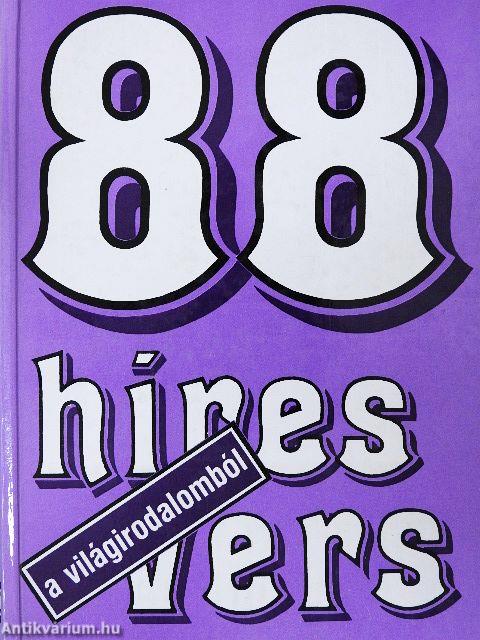 88
híres
a világirodalomból
vers
Antikvarium.hu